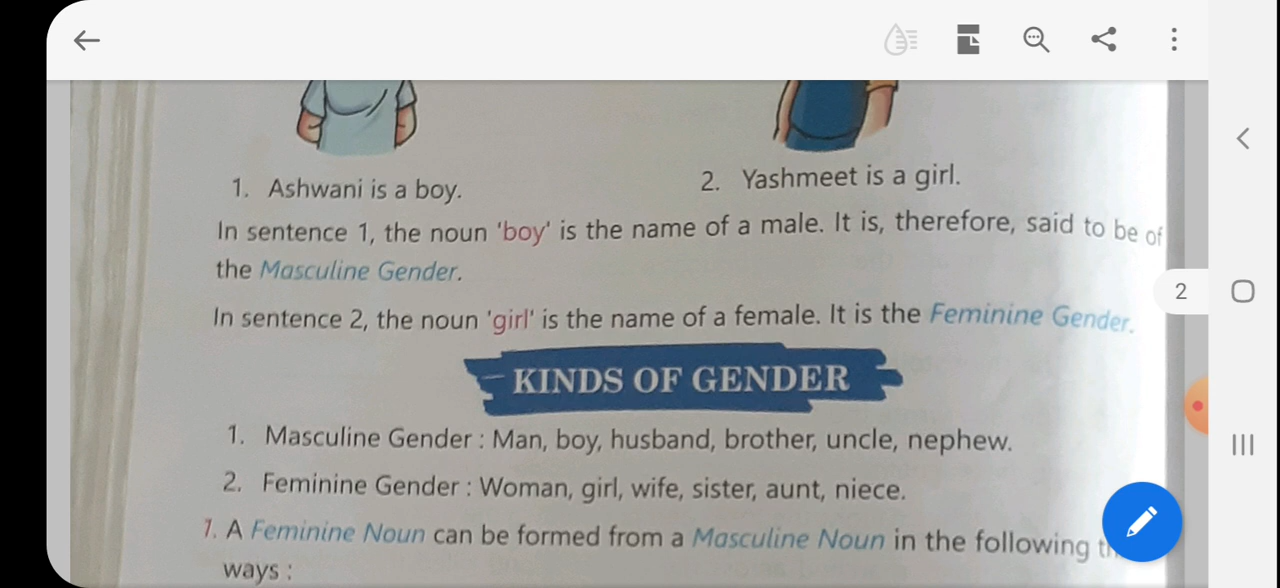 1. Ashwani is a boy.
2. Yashmeet is a girl.
In sentence 1, the noun 'boy' is the name of a male. It is, therefore, said to be of
the Masculine Gender.
In sentence 2, the noun 'girl' is the name of a female. It is the Feminine Gender.
2
KINDS OF GENDER
1. Masculine Gender : Man, boy, husband, brother, uncle, nephew.
2. Feminine Gender : Woman, girl, wife, sister, aunt, niece.
1. A Feminine Noun can be formed from a Masculine Noun in the following
ways :